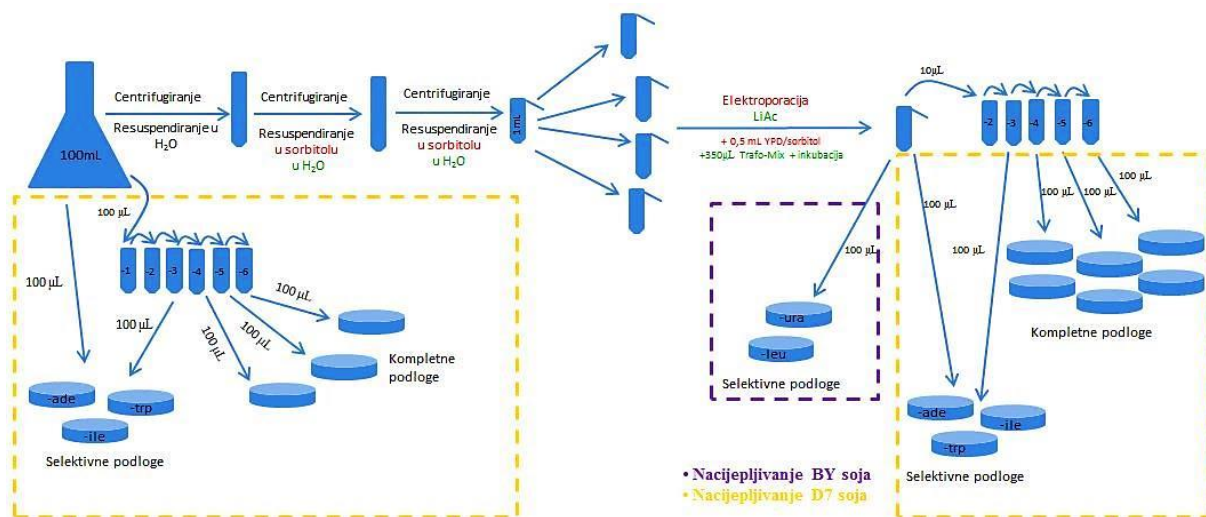 100mL
Centrifugiranje
Resuspendiranje u
H₂O
Centrifugiranje
Resuspendiranje
u sorbitolu
u H₂O
Centrifugiranje
Resuspendiranje
u sorbitolu
u H₂O
1mL
Elektroporacija
LiAc
+ 0,5 mL YPD/sorbitol
+350µL Trafo-Mix + inkubacija
10µL
-2
-3
-4
-5
-6
100 µL
-1
-2
-3
-4
-5
-6
100 µL
100 µL
100 µL
100 µL
100 µL
Kompletne
podloge
-ade
-trp
-ile
Selektivne podloge
100 µL
-ura
-leu
Selektivne podloge
100 µL
100 µL
100 µL
100 µL
100 µL
Kompletne podloge
-ade
-ile
-trp
Selektivne podloge
• Nacijepljivanje BY soja
• Nacijepljivanje D7 soja